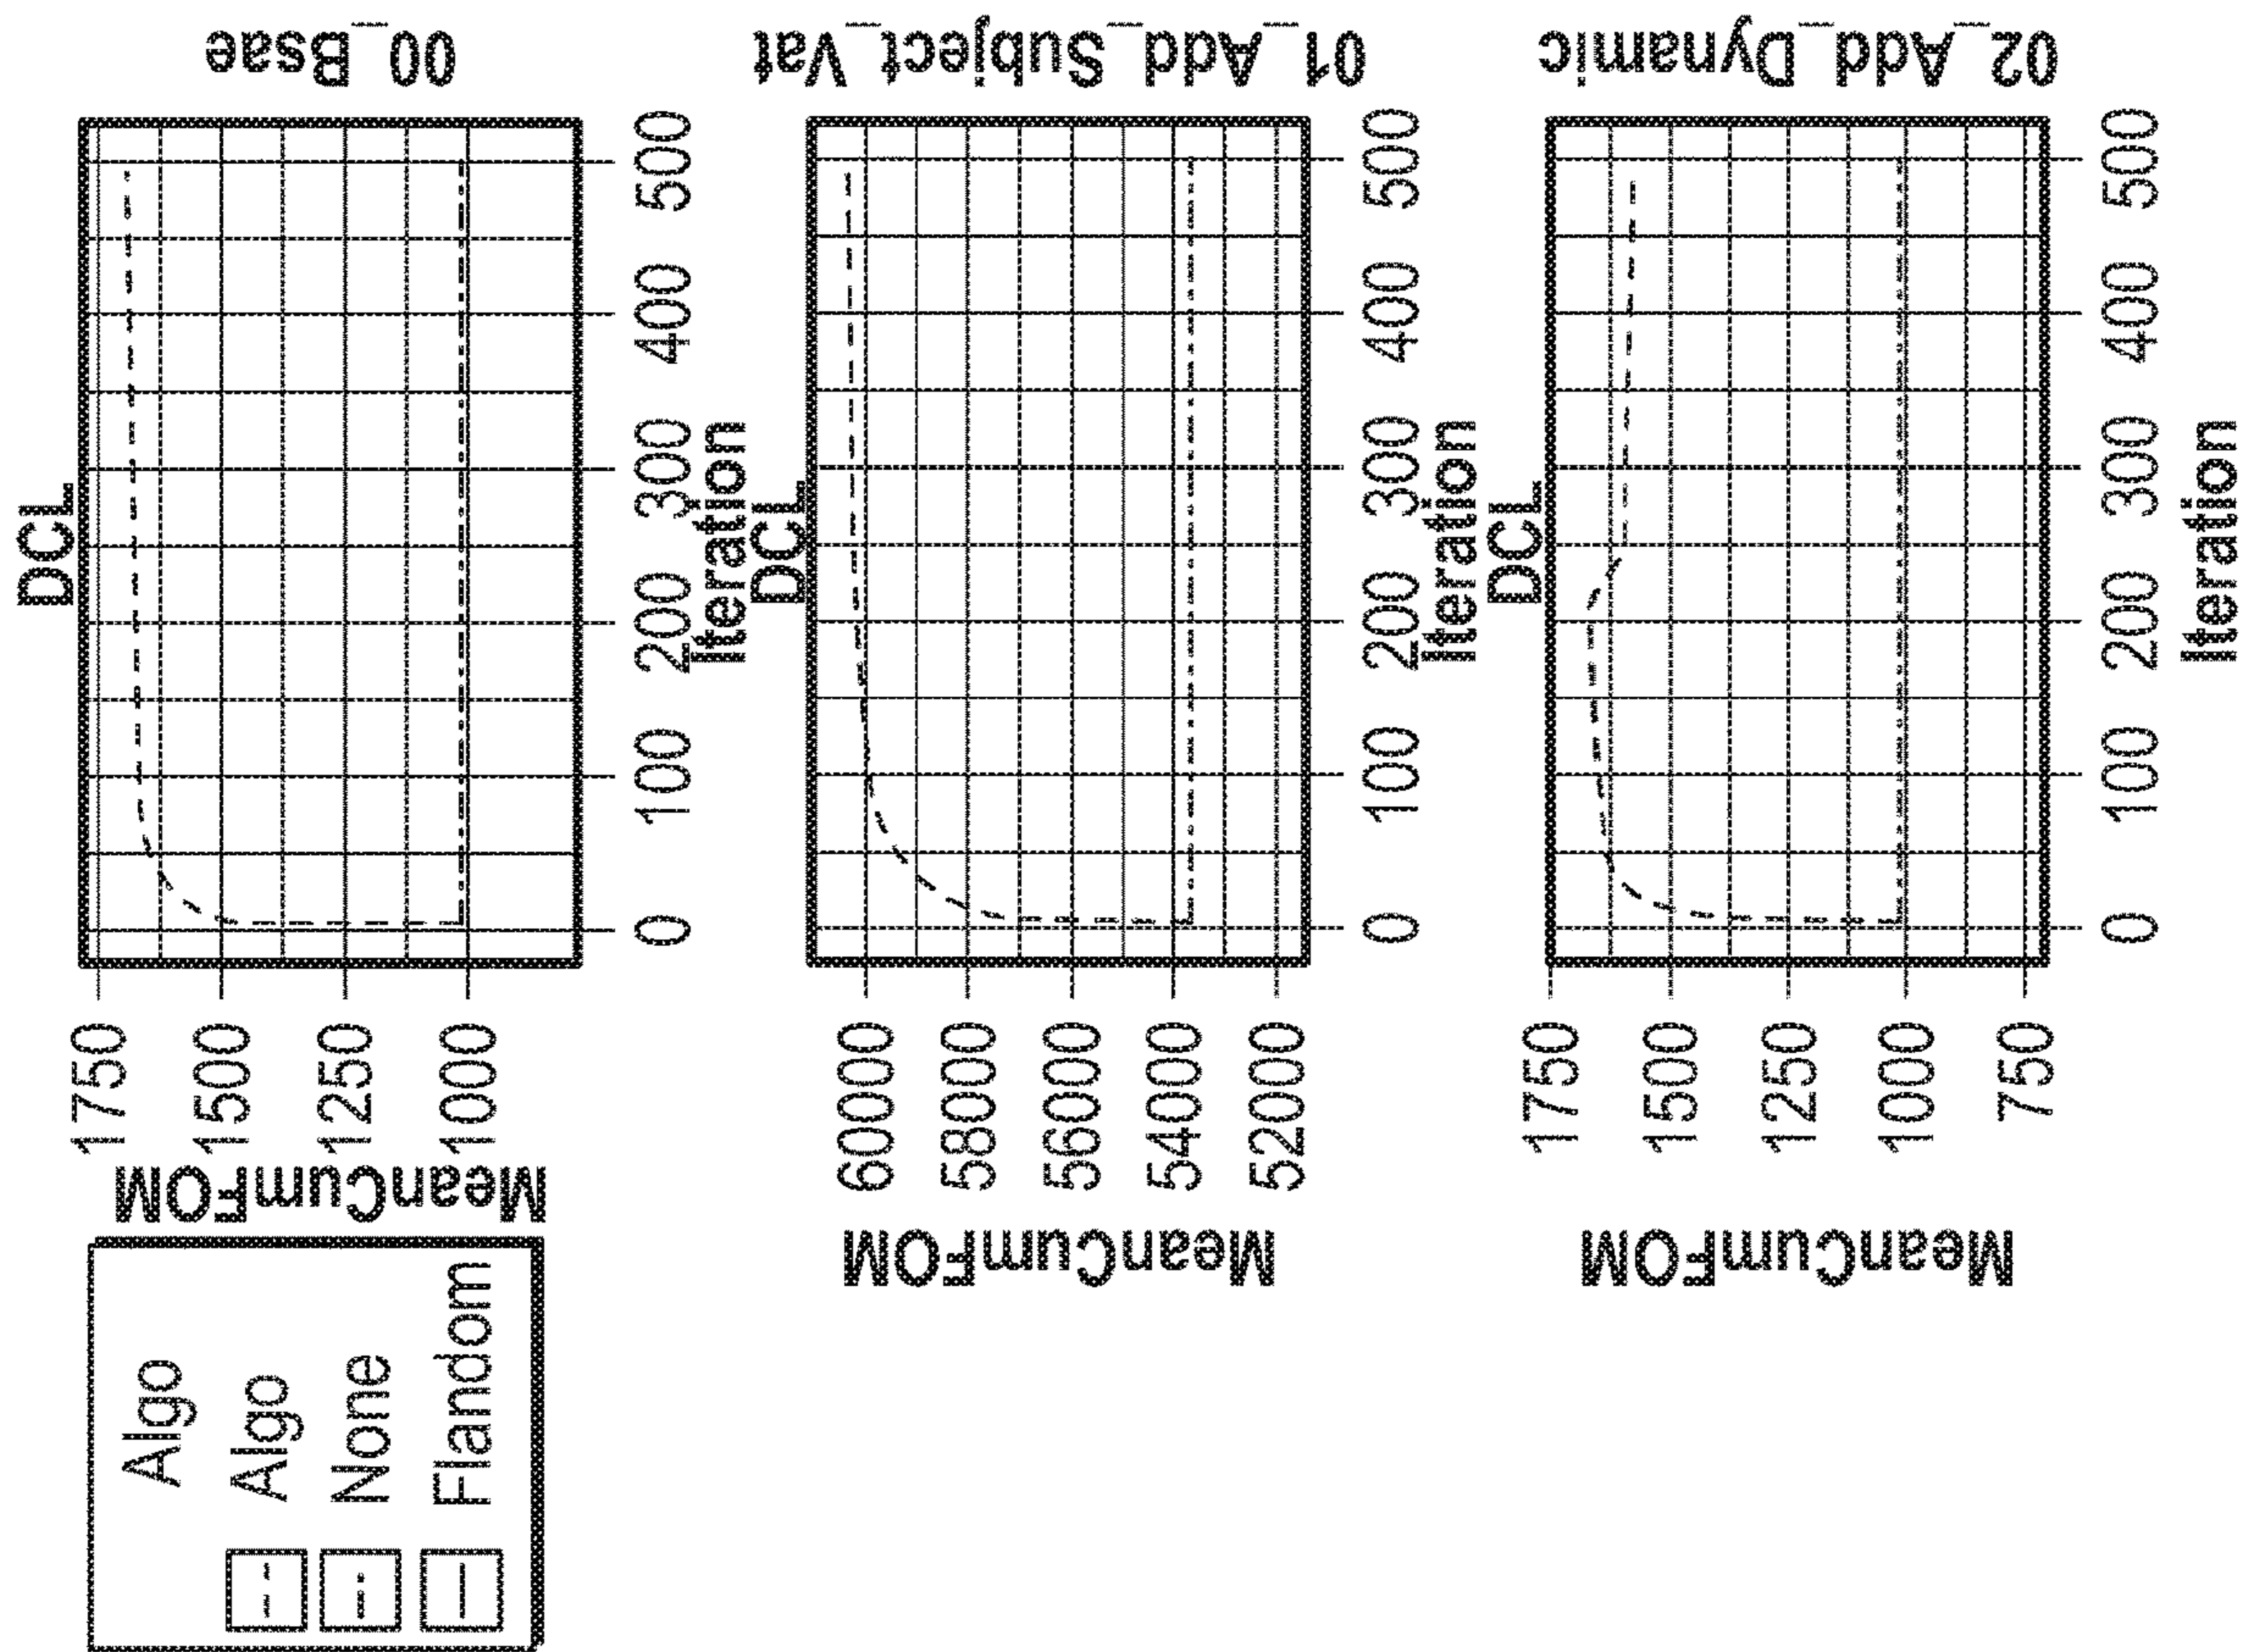 Algo
Algo
None
Flandom
DCL
00_Bsae
MeanCumFOM
1750
1500
1250
1000
0 100 200 300 400 500
Iteration
DCL
01_Add_Subject_Vat
MeanCumFOM
60000
58000
56000
54000
52000
0 100 200 300 400 500
Iteration
DCL
02_Add_Dynamic
MeanCumFOM
1750
1500
1250
1000
750
0 100 200 300 400 500
Iteration